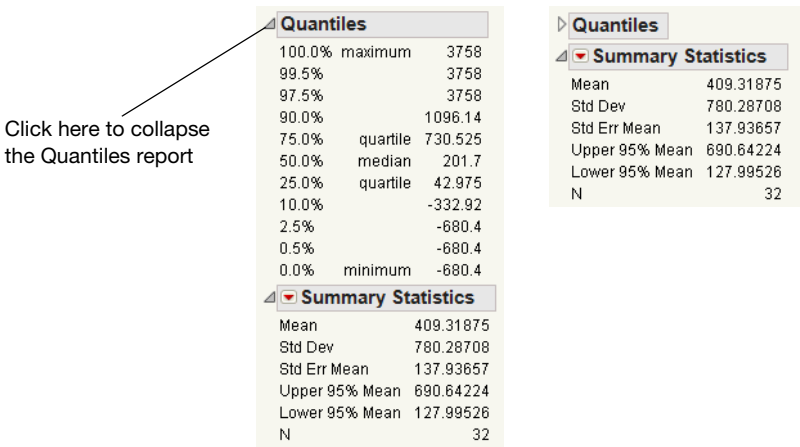 Click here to collapse
the Quantiles report
Quantiles
100.0% maximum 3758
99.5% 3758
97.5% 3758
90.0% 1096.14
75.0% quartile 730.525
50.0% median 201.7
25.0% quartile 42.975
10.0% -332.92
2.5% -680.4
0.5% -680.4
0.0% minimum -680.4
Summary Statistics
Mean 409.31875
Std Dev 780.28708
Std Err Mean 137.93657
Upper 95% Mean 690.64224
Lower 95% Mean 127.99526
N 32
Quantiles
Summary Statistics
Mean 409.31875
Std Dev 780.28708
Std Err Mean 137.93657
Upper 95% Mean 690.64224
Lower 95% Mean 127.99526
N 32